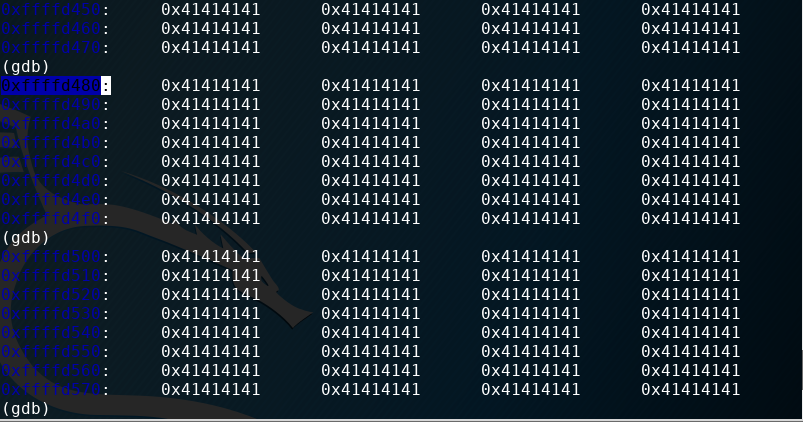 0xffffd450: 0x41414141 0x41414141 0x41414141 0x41414141
0xffffd460: 0x41414141 0x41414141 0x41414141 0x41414141
0xffffd470: 0x41414141 0x41414141 0x41414141 0x41414141
(gdb)
0xffffd480: 0x41414141 0x41414141 0x41414141 0x41414141
0xffffd490: 0x41414141 0x41414141 0x41414141 0x41414141
0xffffd4a0: 0x41414141 0x41414141 0x41414141 0x41414141
0xffffd4b0: 0x41414141 0x41414141 0x41414141 0x41414141
0xffffd4c0: 0x41414141 0x41414141 0x41414141 0x41414141
0xffffd4d0: 0x41414141 0x41414141 0x41414141 0x41414141
0xffffd4e0: 0x41414141 0x41414141 0x41414141 0x41414141
0xffffd4f0: 0x41414141 0x41414141 0x41414141 0x41414141
(gdb)
0xffffd500: 0x41414141 0x41414141 0x41414141 0x41414141
0xffffd510: 0x41414141 0x41414141 0x41414141 0x41414141
0xffffd520: 0x41414141 0x41414141 0x41414141 0x41414141
0xffffd530: 0x41414141 0x41414141 0x41414141 0x41414141
0xffffd540: 0x41414141 0x41414141 0x41414141 0x41414141
0xffffd550: 0x41414141 0x41414141 0x41414141 0x41414141
0xffffd560: 0x41414141 0x41414141 0x41414141 0x41414141
0xffffd570: 0x41414141 0x41414141 0x41414141 0x41414141
(gdb)